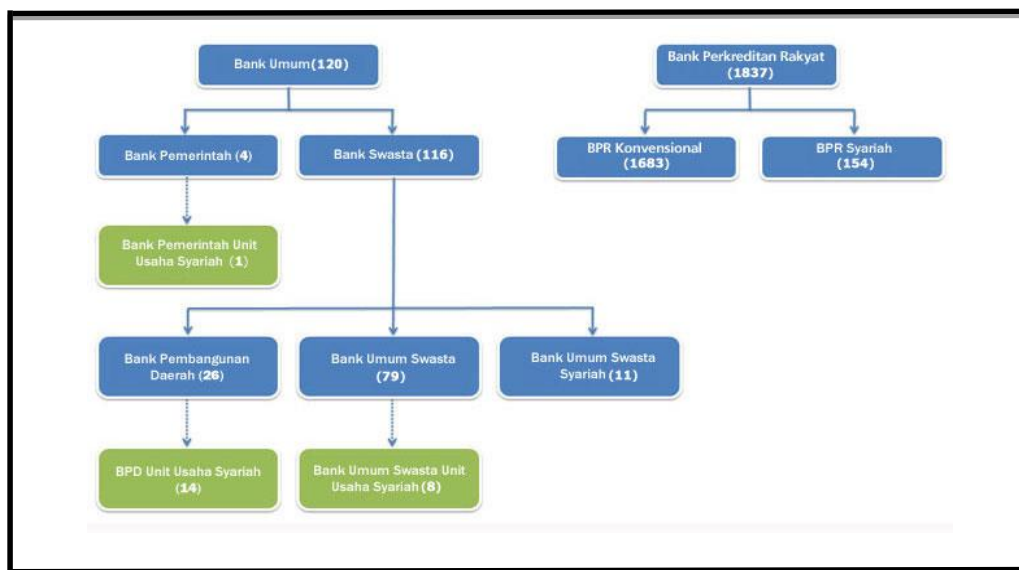 Bank Umum (120)
Bank Perkreditan Rakyat
(1837)
Bank Pemerintah (4)
Bank Swasta (116)
BPR Konvensional
(1683)
BPR Syariah
(154)
Bank Pemerintah Unit
Usaha Syariah (1)
Bank Pembangunan
Daerah (26)
Bank Umum Swasta
(79)
Bank Umum Swasta
Syariah (11)
BPD Unit Usaha Syariah
(14)
Bank Umum Swasta Unit
Usaha Syariah (8)